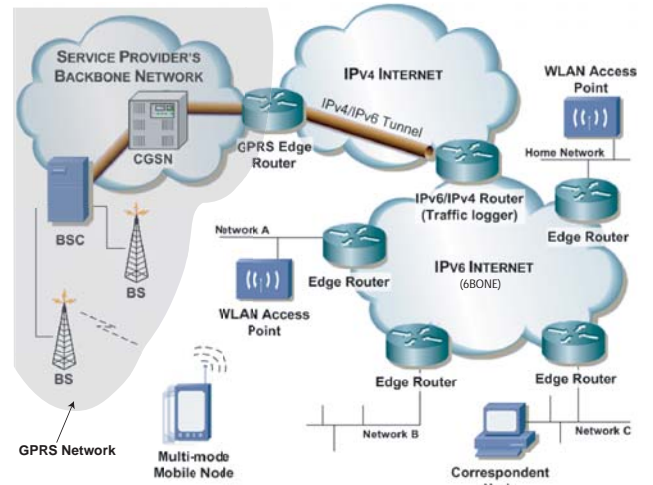 SERVICE PROVIDER'S
BACKBONE NETWORK
IPV4 INTERNET
WLAN Access
Point
IPv4/IPv6 Tunnel
CGSN
GPRS Edge
Router
Home Network
BSC
IPv6/IPv4 Router
(Traffic logger)
Edge Router
BS
Network A
Edge Router
IPV6 INTERNET
(6BONE)
WLAN Access
Point
BS
Edge Router
Edge Router
GPRS Network
Multi-mode
Mobile Node
Network B
Network C
Correspondent